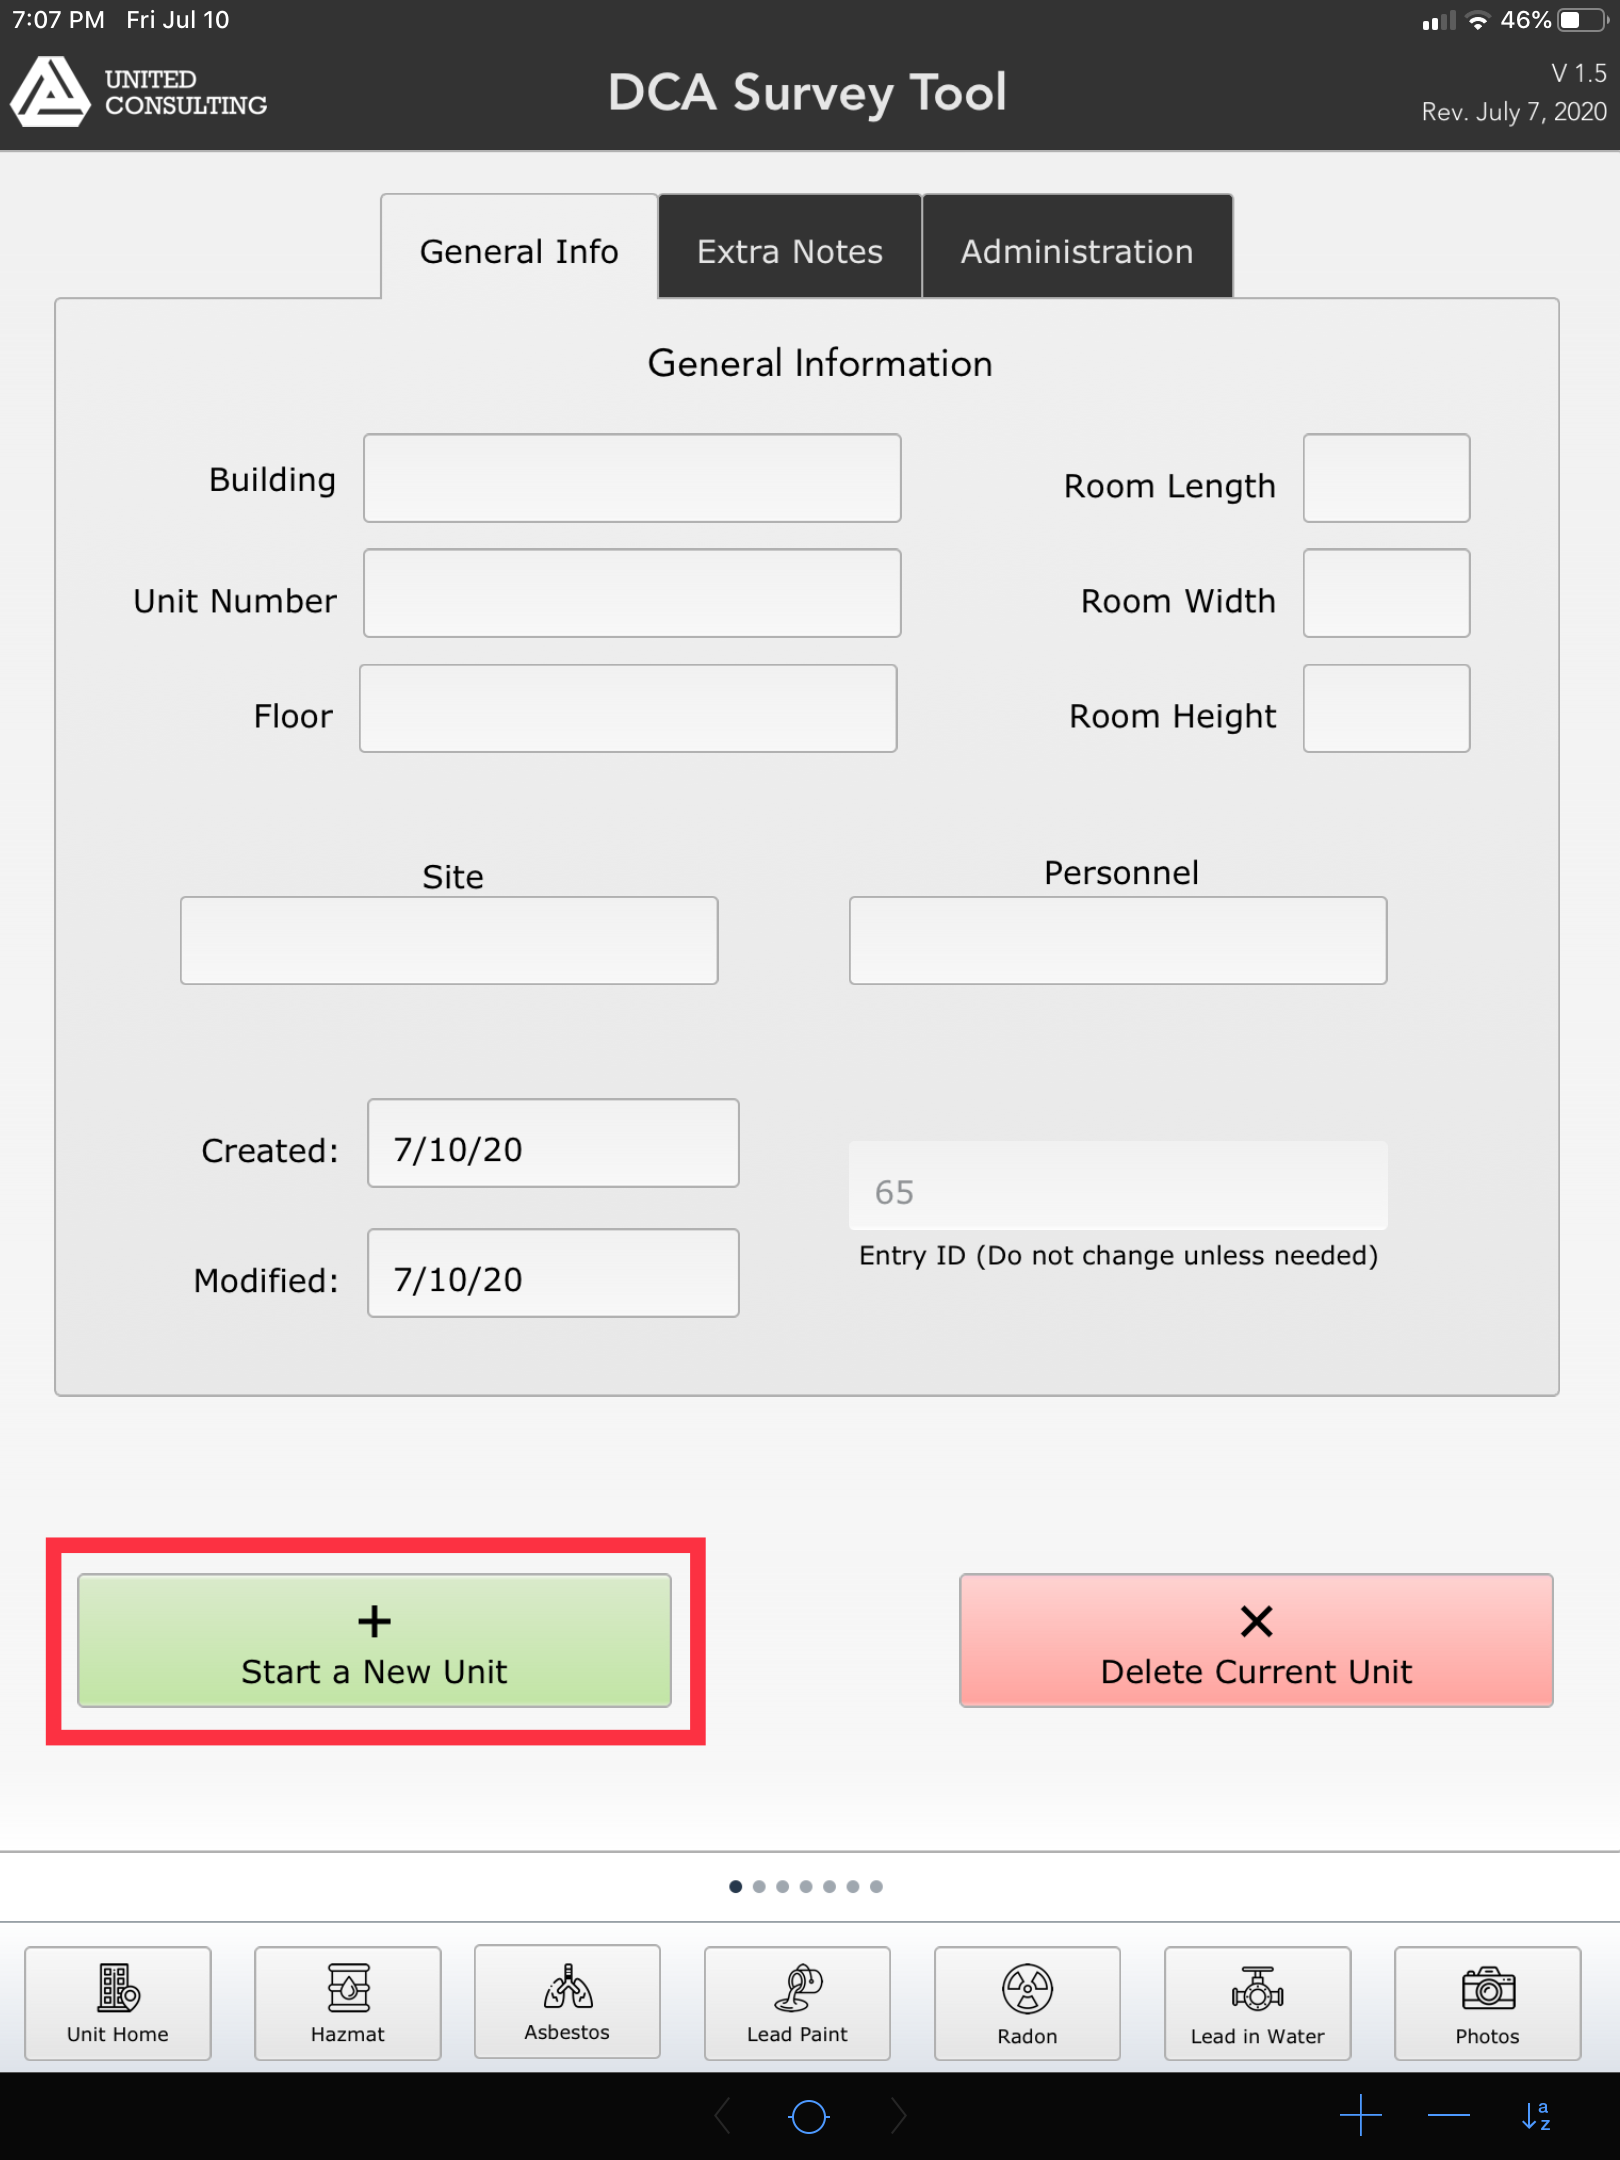 7:07 PM Fri Jul 10
46%
UNITED
CONSULTING
DCA Survey Tool
V 1.5
Rev. July 7, 2020
General Info
Extra Notes
Administration
General Information
Building
Room Length
Unit Number
Room Width
Floor
Room Height
Site
Personnel
Created:
7/10/20
65
Entry ID (Do not change unless needed)
Modified:
7/10/20
+
Start a New Unit
×
Delete Current Unit
Unit Home
Hazmat
Asbestos
Lead Paint
Radon
Lead in Water
Photos
a
z